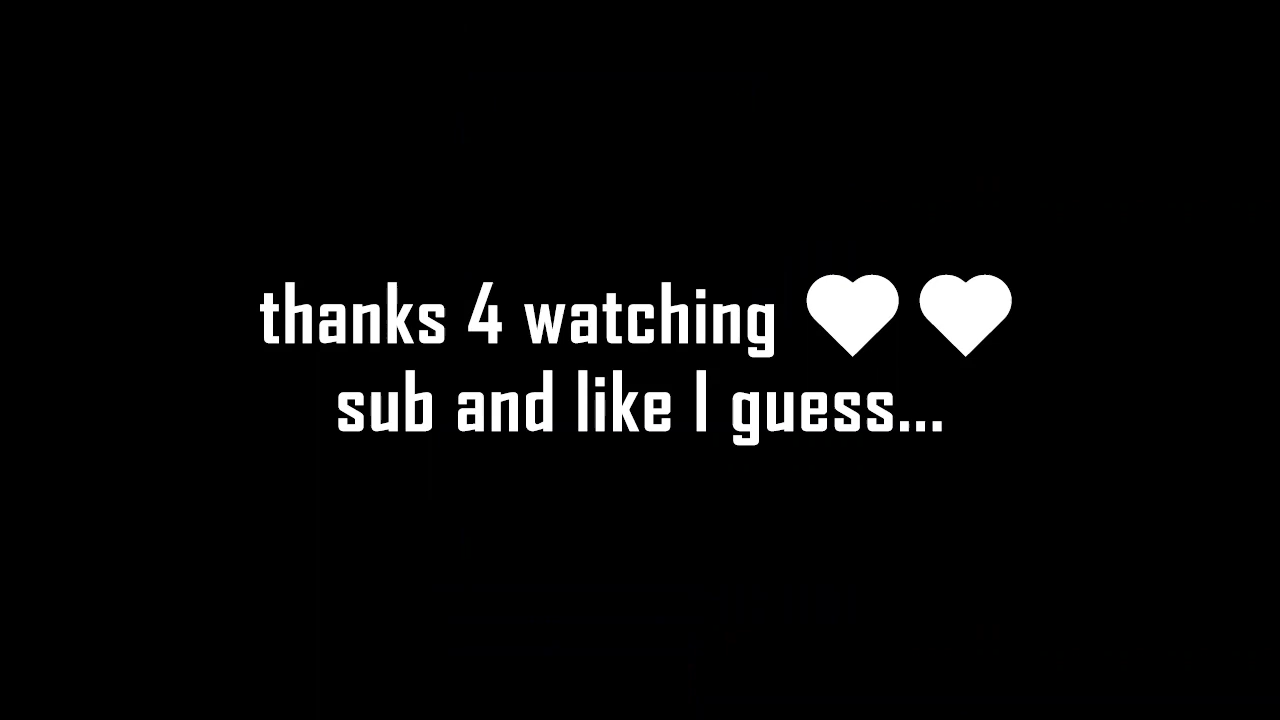 thanks 4 watching ♥♥
sub and like I guess...